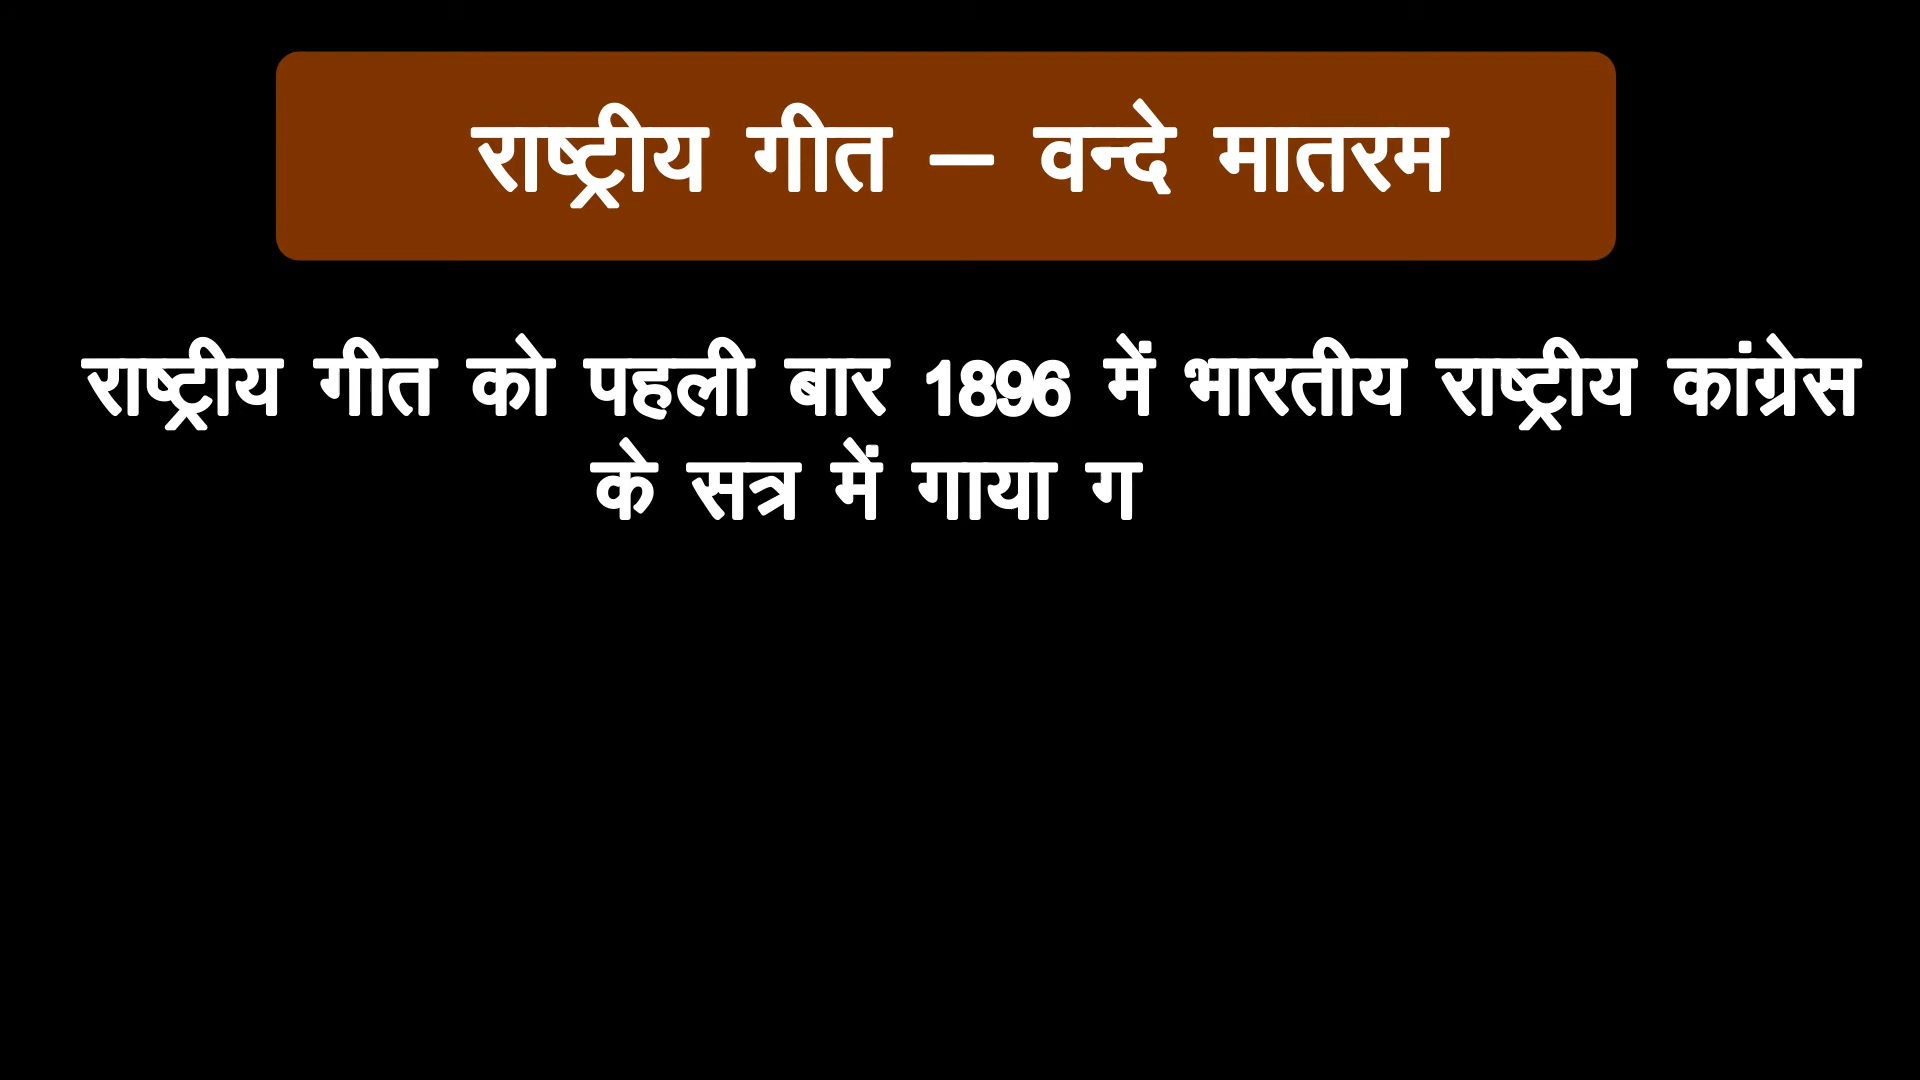 राष्ट्रीय गीत – वन्दे मातरम
राष्ट्रीय गीत को पहली बार 1896 में भारतीय राष्ट्रीय कांग्रेस
के सत्र में गाया ग